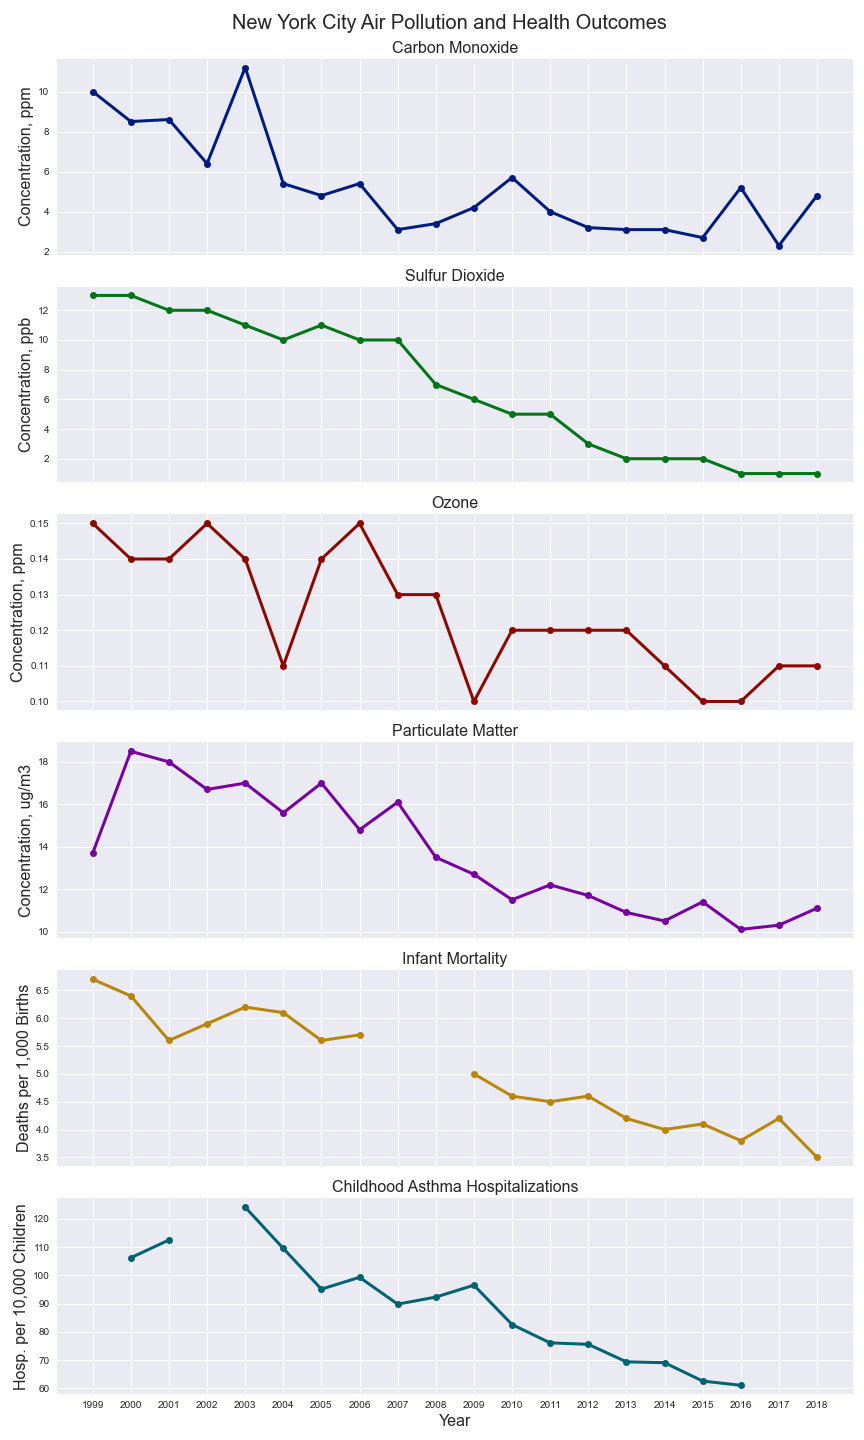 New York City Air Pollution and Health Outcomes
Carbon Monoxide
Concentration, ppm
10
8
6
4
2
Sulfur Dioxide
Concentration, ppb
12
10
8
6
4
2
Ozone
Concentration, ppm
0.15
0.14
0.13
0.12
0.11
0.10
Particulate Matter
Concentration, ug/m3
18
16
14
12
10
Infant Mortality
Deaths per 1,000 Births
6.5
6.0
5.5
5.0
4.5
4.0
3.5
Childhood Asthma Hospitalizations
Hosp. per 10,000 Children
120
110
100
90
80
70
60
1999 2000 2001 2002 2003 2004 2005 2006 2007 2008 2009 2010 2011 2012 2013 2014 2015 2016 2017 2018
Year